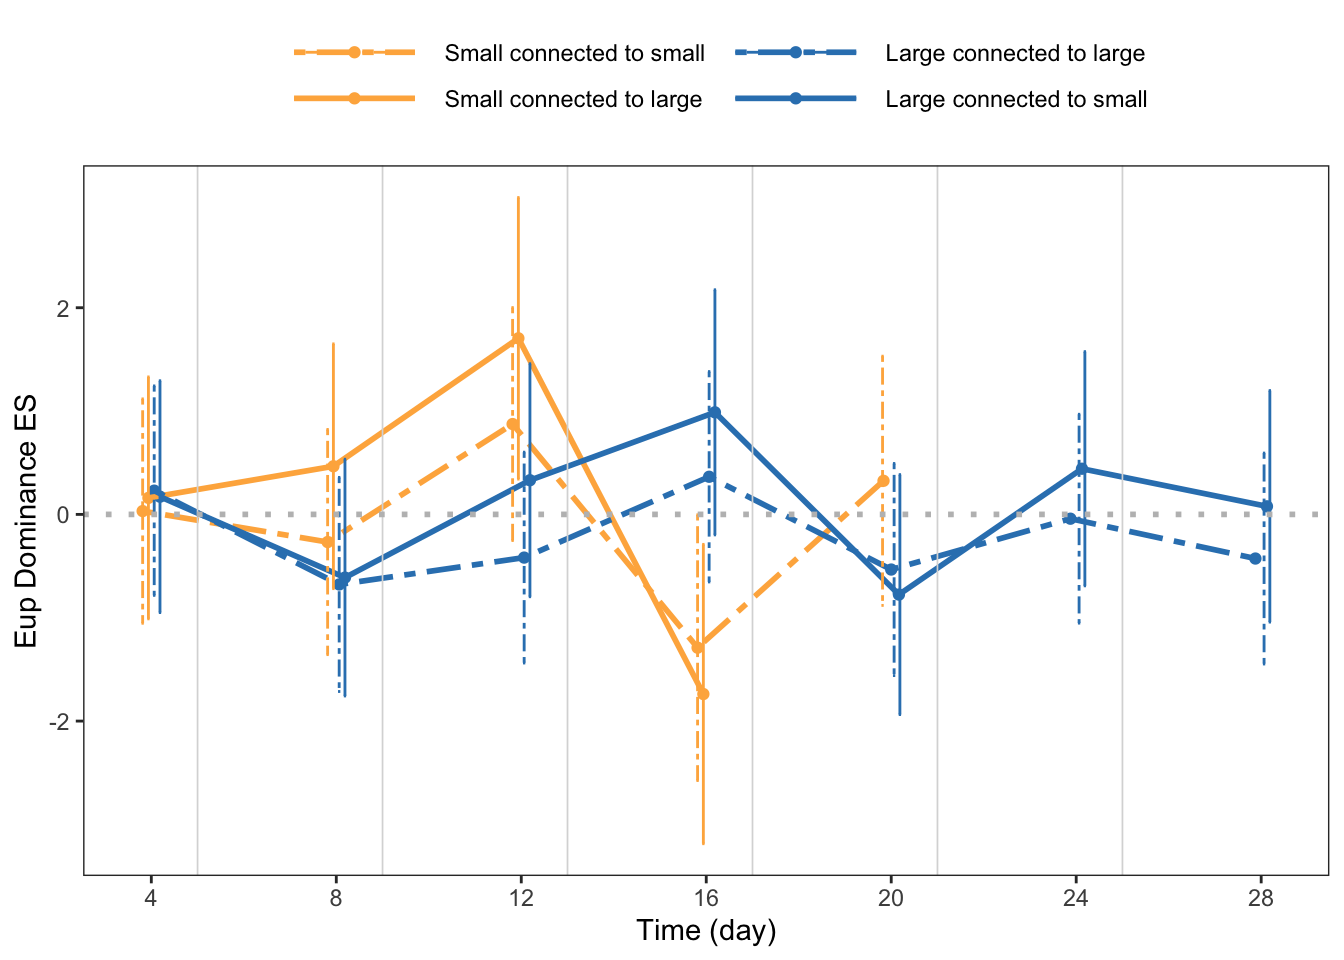 Small connected to small
Large connected to large
Small connected to large
Large connected to small
Eup Dominance ES
2
0
-2
4
8
12
16
20
24
28
Time (day)